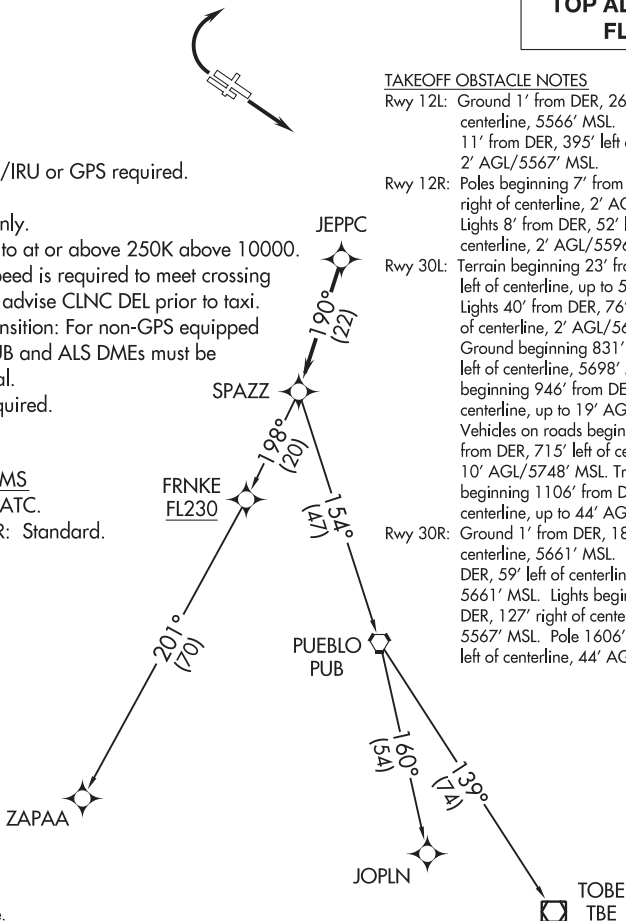 TOP AL
FL
TAKEOFF OBSTACLE NOTES
Rwy 12L: Ground 1' from DER, 26
centerline, 5566' MSL.
11' from DER, 395' left
2' AGL/5567' MSL.
Rwy 12R: Poles beginning 7' from
right of centerline, 2' AG
Lights 8' from DER, 52'
centerline, 2' AGL/559
Rwy 30L: Terrain beginning 23' fro
left of centerline, up to 5
Lights 40' from DER, 76
of centerline, 2' AGL/56
Ground beginning 831'
left of centerline, 5698'
beginning 946' from DE
centerline, up to 19' AG
Vehicles on roads begin
from DER, 715' left of ce
10' AGL/5748' MSL. Tr
beginning 1106' from D
centerline, up to 44' AG
Rwy 30R: Ground 1' from DER, 18
centerline, 5661' MSL.
DER, 59' left of centerlin
5661' MSL. Lights begi
DER, 127' right of cente
5567' MSL. Pole 1606'
left of centerline, 44' AG
/IRU or GPS required.
nly.
to at or above 250K above 10000.
peed is required to meet crossing
advise CLNC DEL prior to taxi.
nsition: For non-GPS equipped
UB and ALS DMEs must be
al.
quired.
MS
ATC.
R: Standard.
JEPPC
190°
(22)
SPAZZ
198°
(20)
154°
(47)
FRNKE
FL230
201°
(70)
PUEBLO
PUB
160°
(54)
139°
(74)
ZAPAA
JOPLN
TOBE
TBE
e.